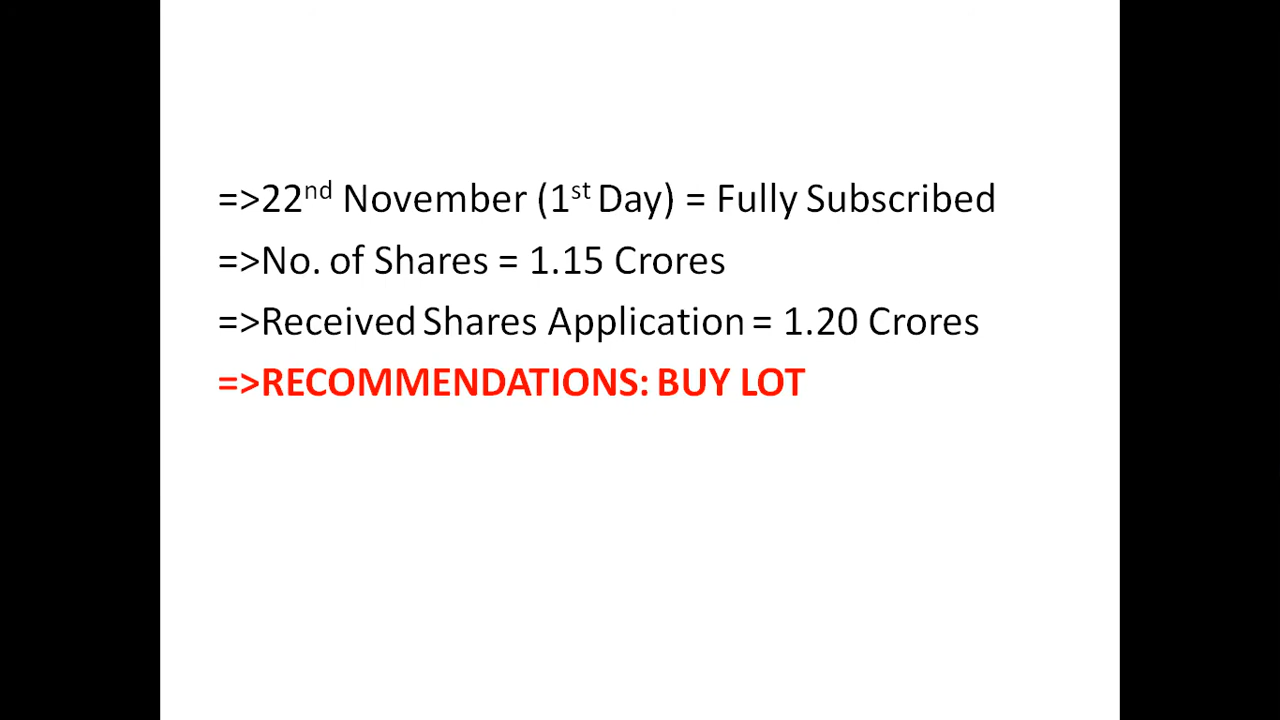 =>22nd November (1st Day) = Fully Subscribed
=>No. of Shares = 1.15 Crores
=>Received Shares Application = 1.20 Crores
=>RECOMMENDATIONS: BUY LOT